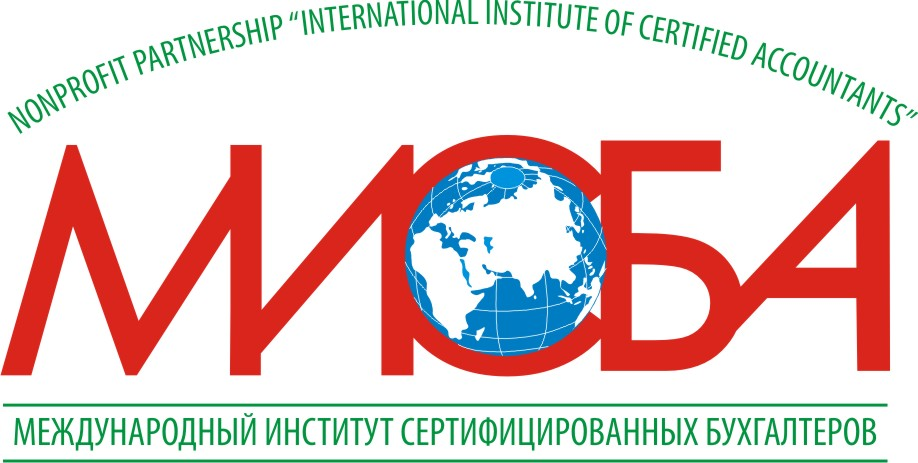 NONPROFIT PARTNERSHIP “INTERNATIONAL INSTITUTE OF CERTIFIED ACCOUNTANTS”
МИСБА
МЕЖДУНАРОДНЫЙ ИНСТИТУТ СЕРТИФИЦИРОВАННЫХ БУХГАЛТЕРОВ